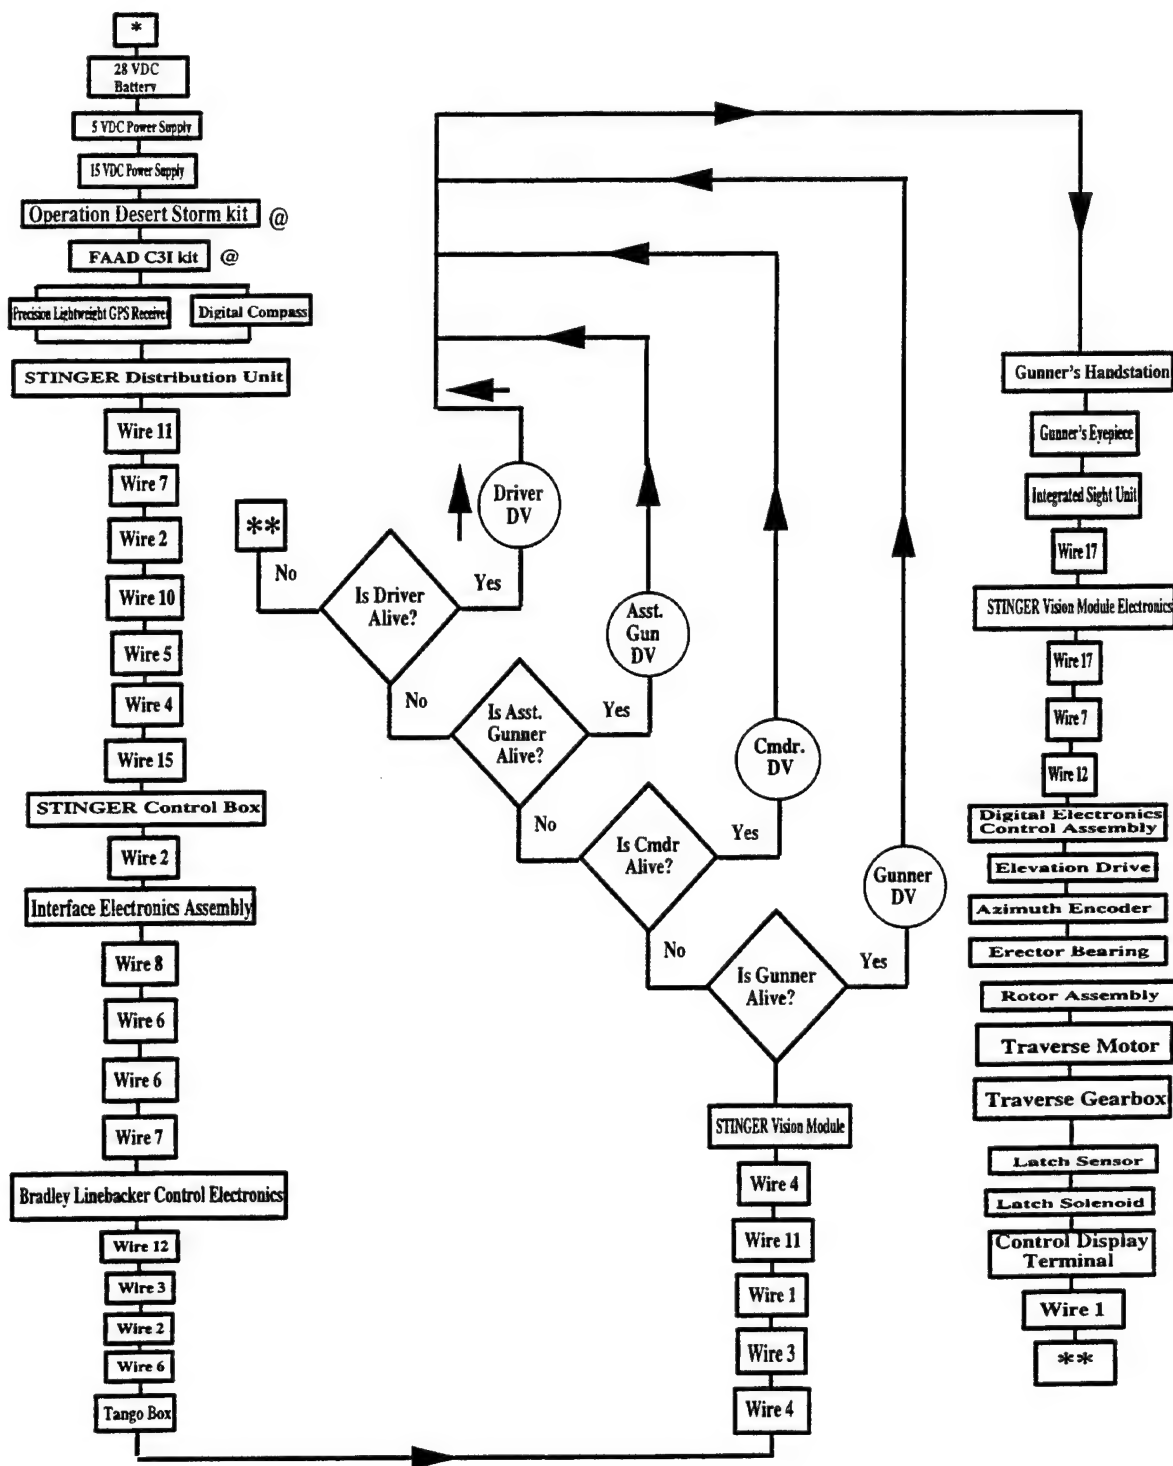 *
28 VDC
Battery
5 VDC Power Supply
15 VDC Power Supply
Operation Desert Storm kit @
FAAD C3I kit @
Precision Lightweight GPS Receiver
Digital Compass
STINGER Distribution Unit
Wire 11
Wire 7
Wire 2
Wire 10
Wire 5
Wire 4
Wire 15
STINGER Control Box
Wire 2
Interface Electronics Assembly
Wire 8
Wire 6
Wire 6
Wire 7
Bradley Linebacker Control Electronics
Wire 12
Wire 3
Wire 2
Wire 6
Tango Box
**
No
Is Driver
Alive?
Yes
Driver
DV
No
Is Asst.
Gunner
Alive?
Yes
Asst.
Gun
DV
No
Is Cmdr
Alive?
Yes
Cmdr.
DV
No
Is Gunner
Alive?
Yes
Gunner
DV
STINGER Vision Module
Wire 4
Wire 11
Wire 1
Wire 3
Wire 4
Gunner's Handstation
Gunner's Eyepiece
Integrated Sight Unit
Wire 17
STINGER Vision Module Electronics
Wire 17
Wire 7
Wire 12
Digital Electronics
Control Assembly
Elevation Drive
Azimuth Encoder
Erector Bearing
Rotor Assembly
Traverse Motor
Traverse Gearbox
Latch Sensor
Latch Solenoid
Control Display
Terminal
Wire 1
**